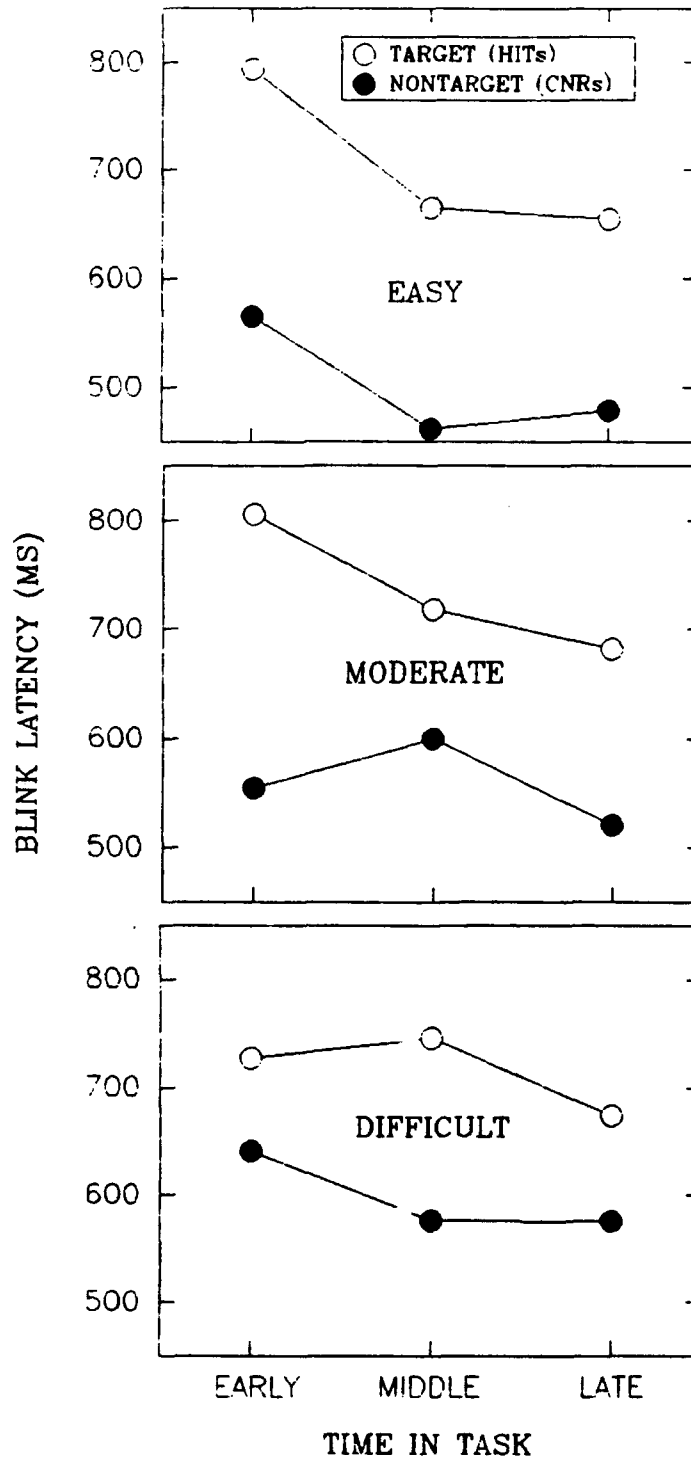 TARGET (HITs)
NONTARGET (CNRs)
800
700
600
500
EASY
800
700
600
500
MODERATE
BLINK LATENCY (MS)
800
700
600
500
DIFFICULT
EARLY MIDDLE LATE
TIME IN TASK